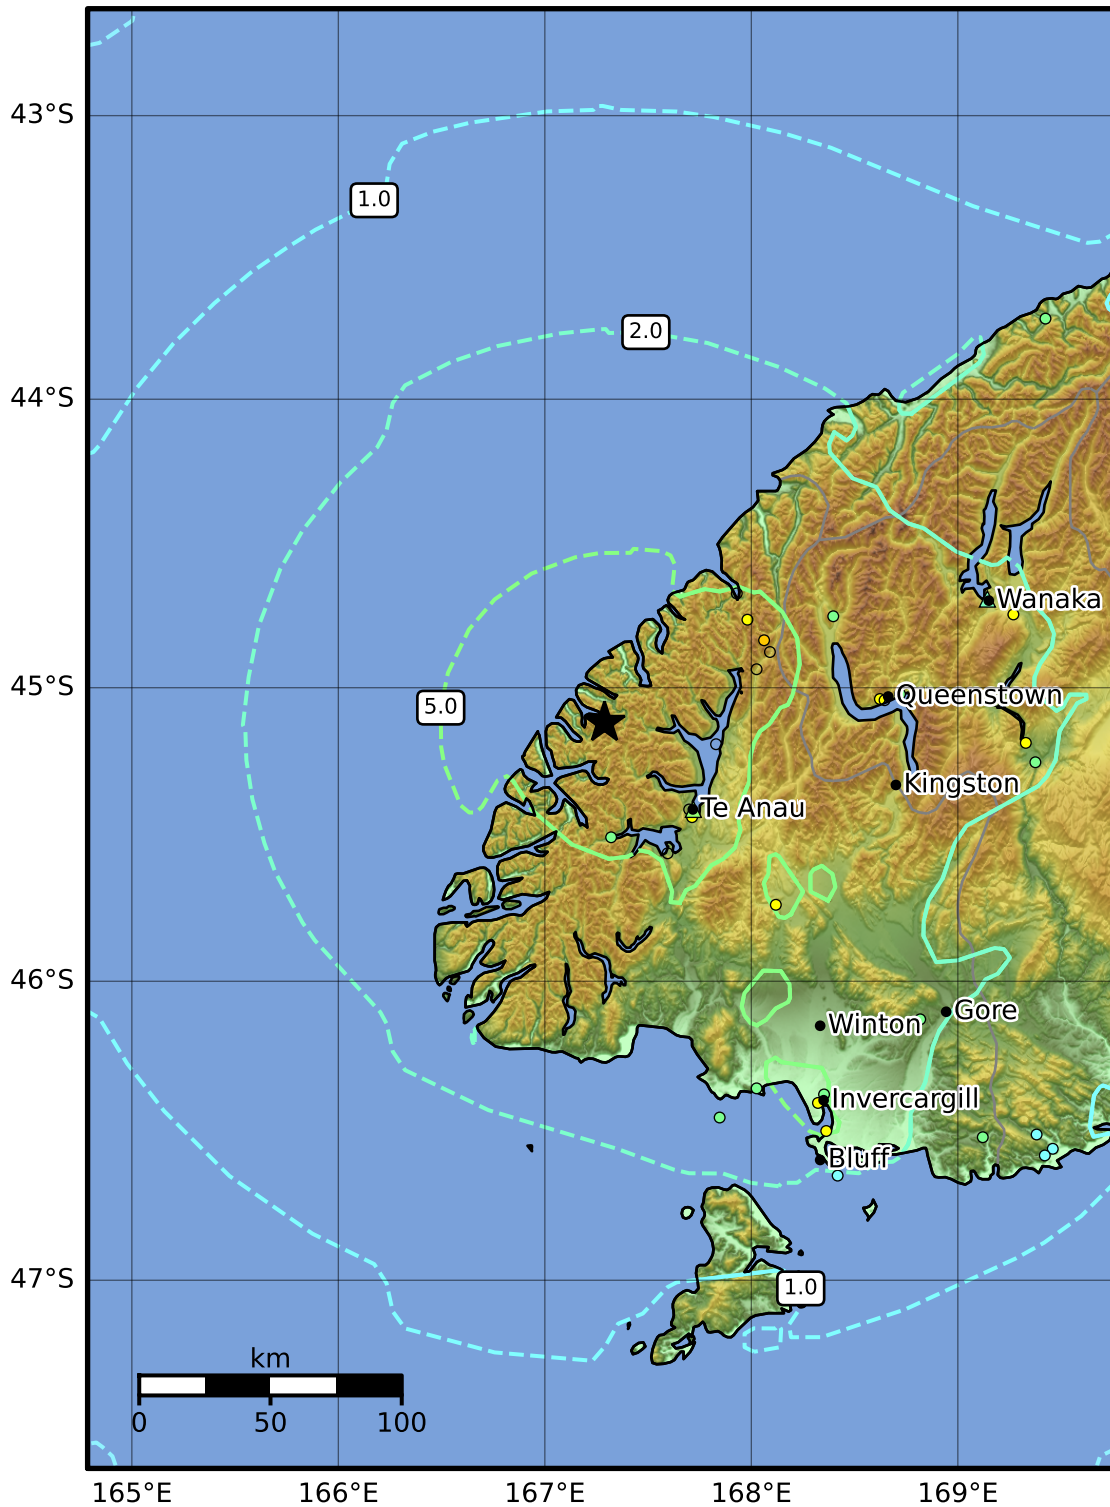 43°S
1.0
2.0
44°S
Wanaka
45°S
Queenstown
5.0
Kingston
Te Anau
46°S
Gore
Winton
Invercargill
Bluff
47°S
1.0
km
0 50 100
165°E 166°E 167°E 168°E 169°E